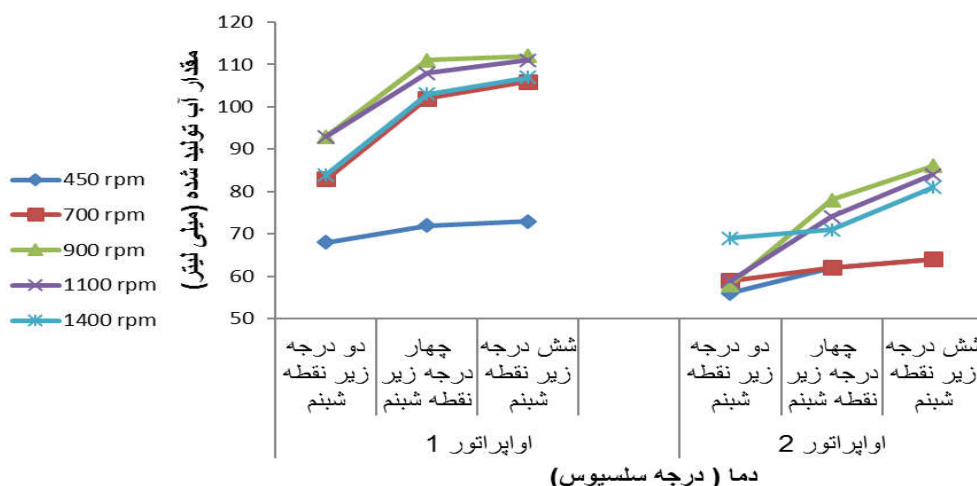 مقدار آب تولید شده (میلی لیتر)
120
110
100
90
80
70
60
50
450 rpm
700 rpm
900 rpm
1100 rpm
1400 rpm
دو درجه
زیر نقطه
شبنم
چهار
درجه زیر
نقطه شبنم
شش درجه
زیر نقطه
شبنم
دو درجه
زیر نقطه
شبنم
چهار
درجه زیر
نقطه شبنم
شش درجه
زیر نقطه
شبنم
اواپراتور 1
اواپراتور 2
دما ( درجه سلسیوس)